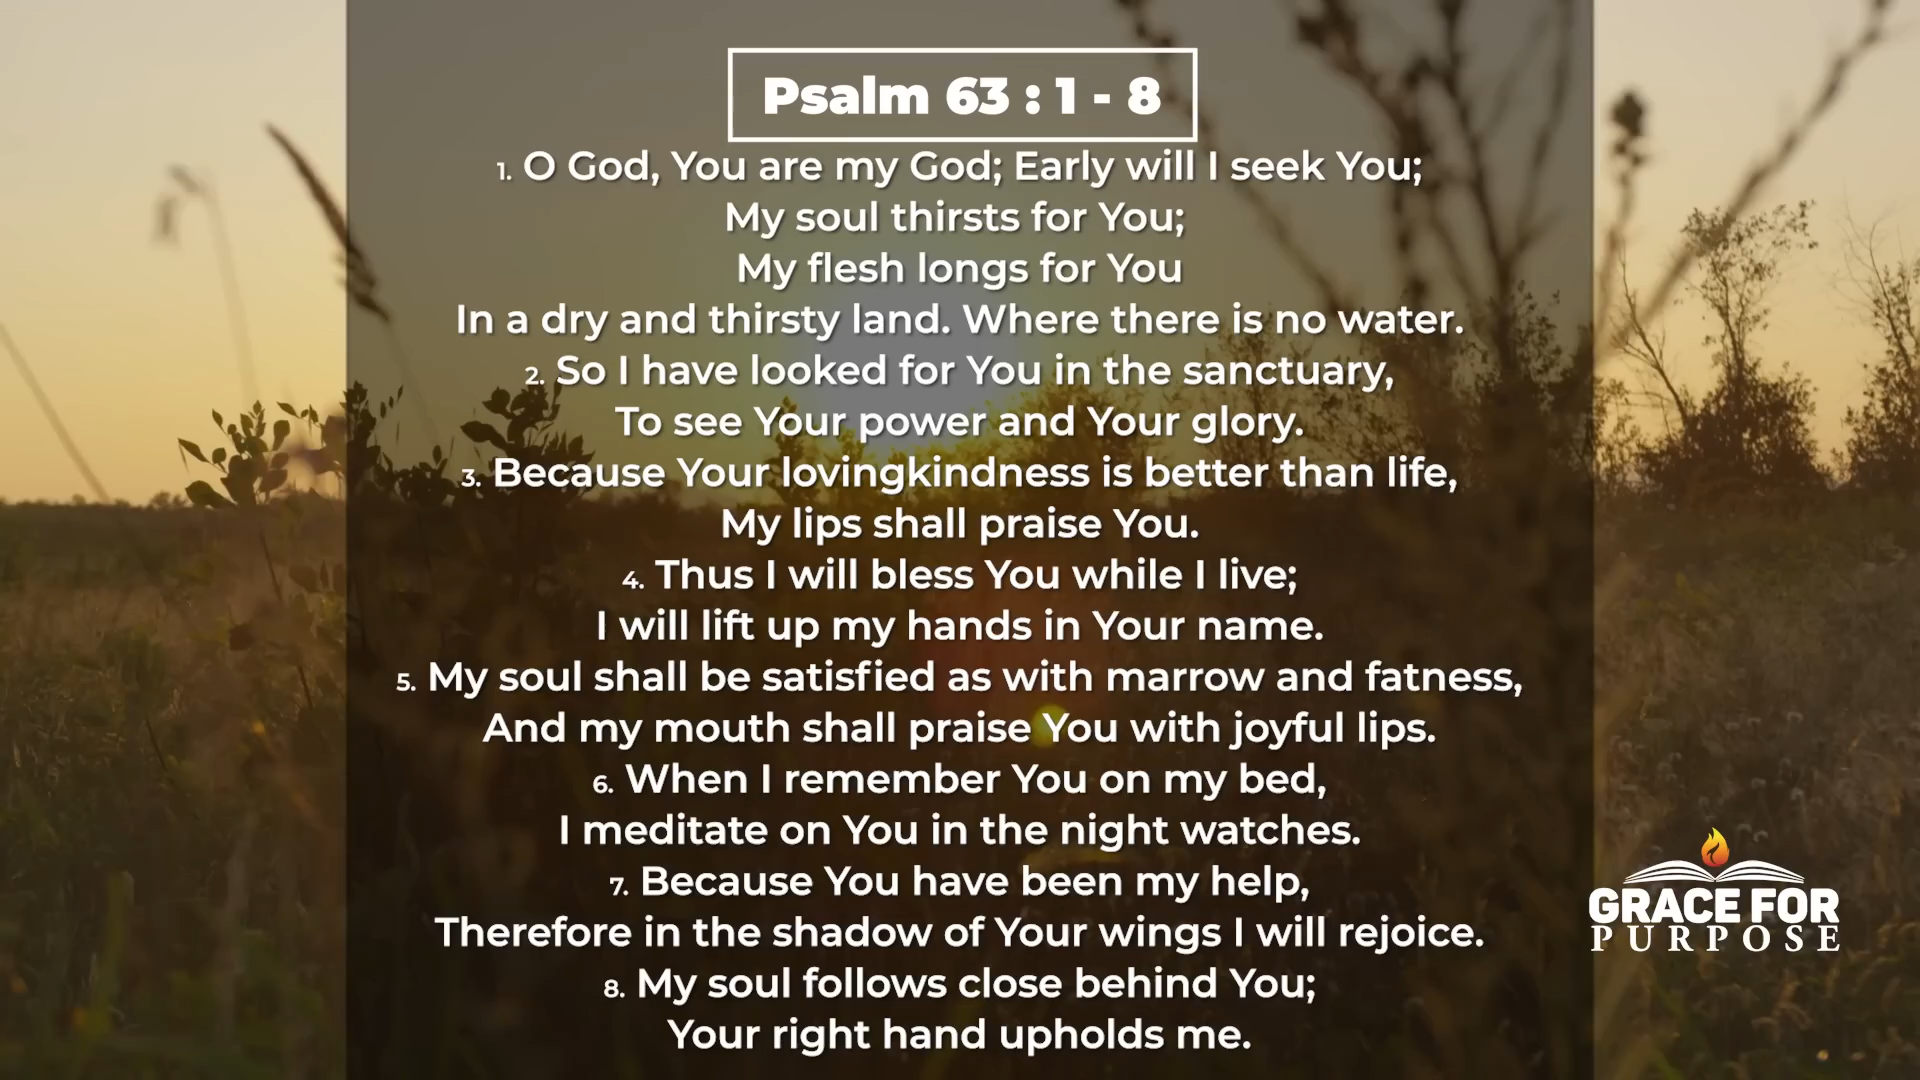 Psalm 63 : 1 - 8
1. O God, You are my God; Early will I seek You;
My soul thirsts for You;
My flesh longs for You
In a dry and thirsty land. Where there is no water.
2. So I have looked for You in the sanctuary,
To see Your power and Your glory.
3. Because Your lovingkindness is better than life,
My lips shall praise You.
4. Thus I will bless You while I live;
I will lift up my hands in Your name.
5. My soul shall be satisfied as with marrow and fatness,
And my mouth shall praise You with joyful lips.
6. When I remember You on my bed,
I meditate on You in the night watches.
7. Because You have been my help,
Therefore in the shadow of Your wings I will rejoice.
8. My soul follows close behind You;
Your right hand upholds me.
GRACE FOR
PURPOSE